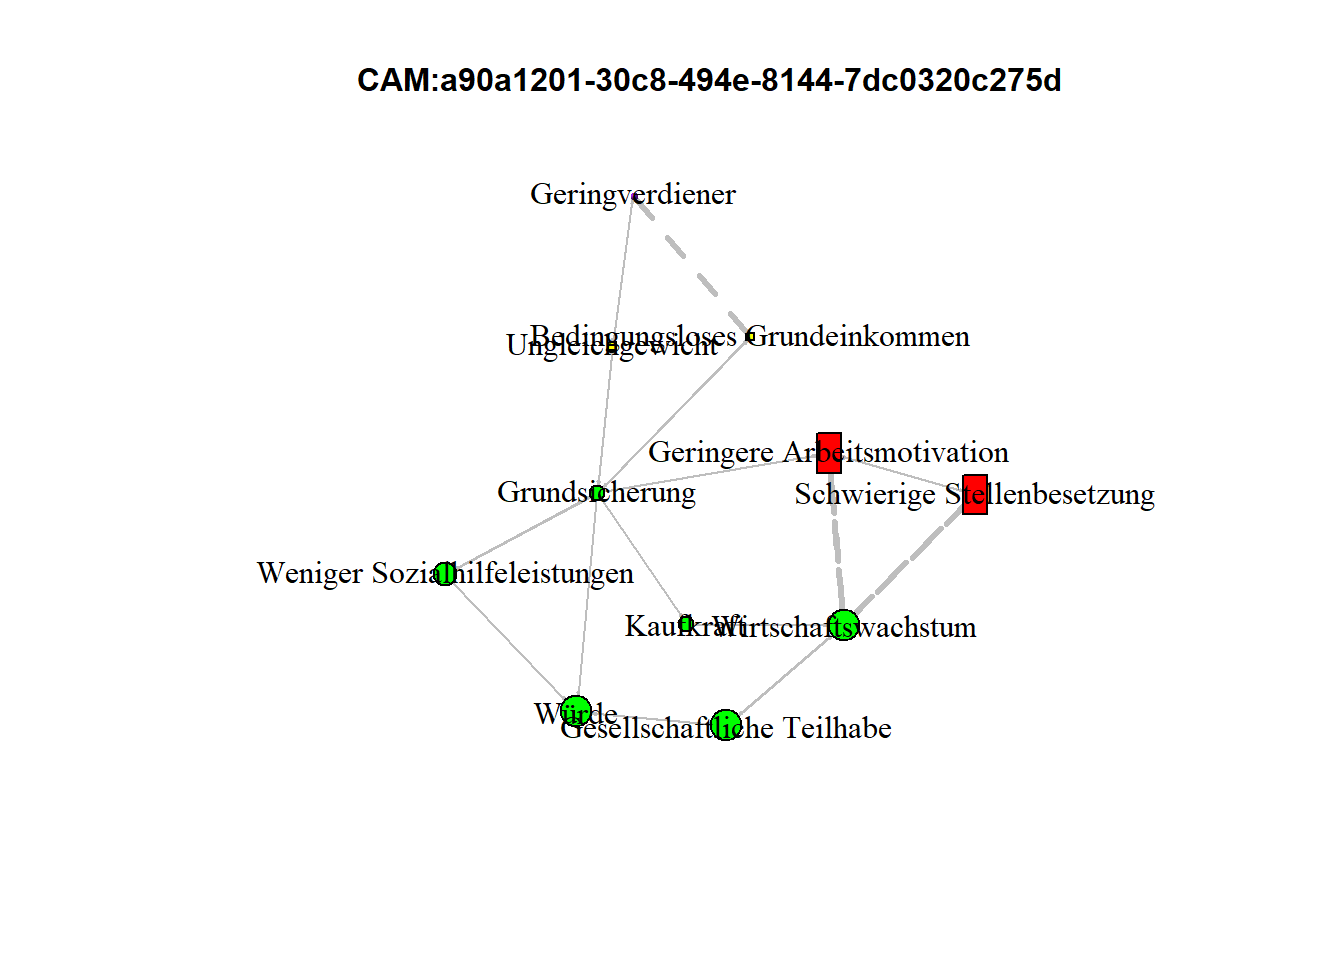 CAM:a90a1201-30c8-494e-8144-7dc0320c275d
Geringverdiener
Bedingungsloses Grundeinkommen
Ungleichgewicht
Geringere Arbeitsmotivation
Grundsicherung
Schwierige Stellenbesetzung
Weniger Sozialhilfeleistungen
Kaufkraft
Wirtschaftswachstum
Würde
Gesellschaftliche Teilhabe